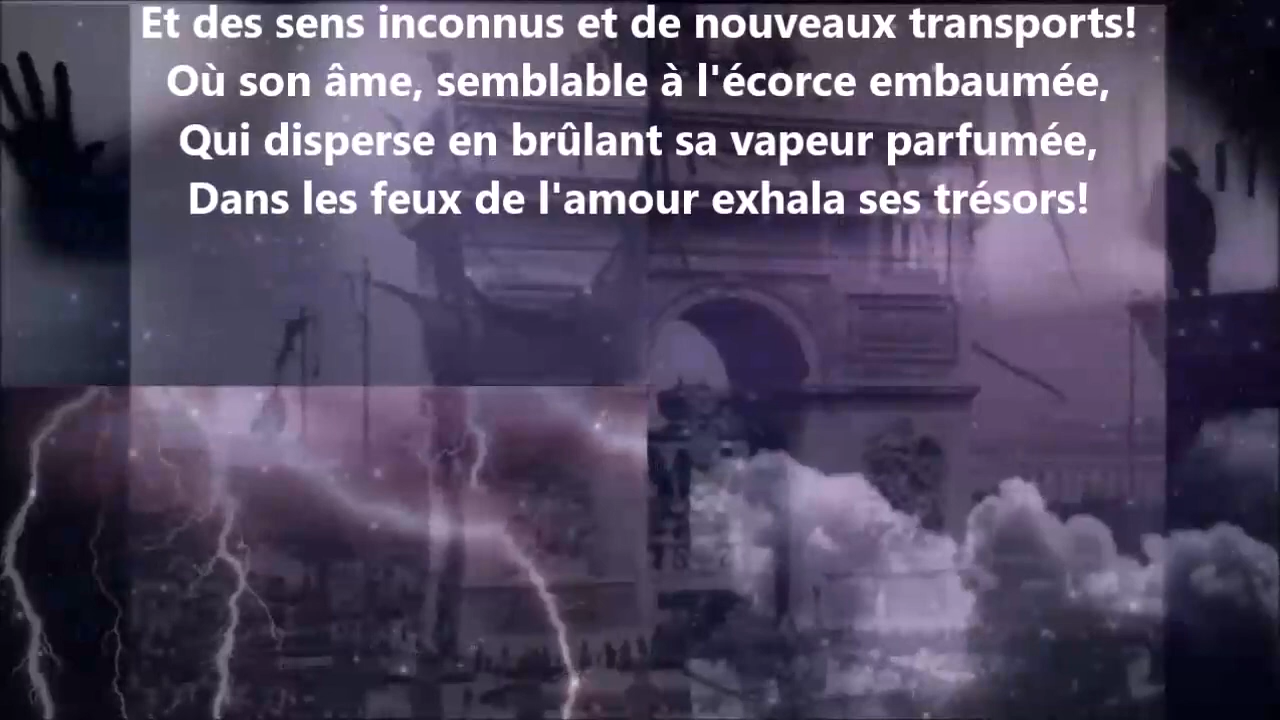 Et des sens inconnus et de nouveaux transports!
Où son âme, semblable à l'écorce embaumée,
Qui disperse en brûlant sa vapeur parfumée,
Dans les feux de l'amour exhala ses trésors!